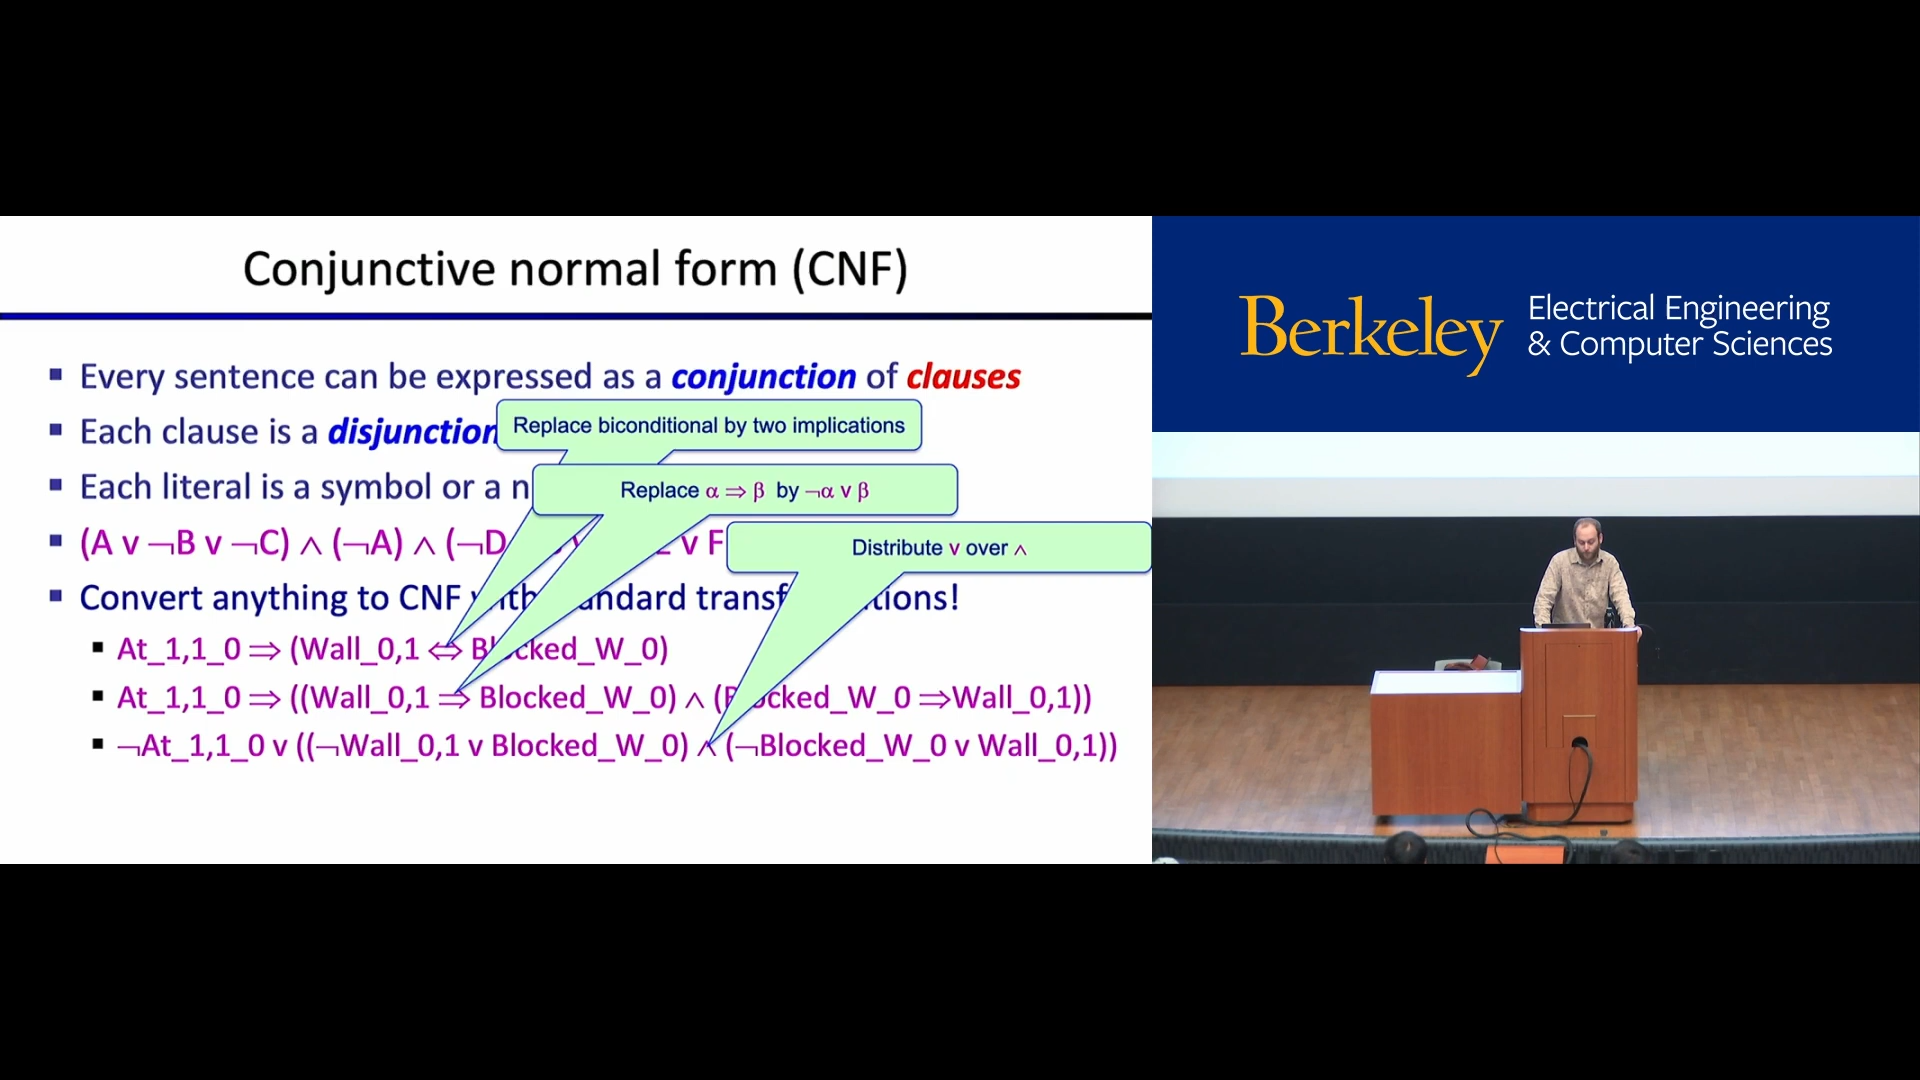 Conjunctive normal form (CNF)
Every sentence can be expressed as a conjunction of clauses
Each clause is a disjunction
Replace biconditional by two implications
Each literal is a symbol or a n
Replace α ⇒ β by ¬α v β
(A v ¬B v ¬C) ∧ (¬A) ∧ (¬D v F
Distribute v over ∧
Convert anything to CNF
At_1,1_0 ⇒ (Wall_0,1 ⇔ Blocked_W_0)
At_1,1_0 ⇒ ((Wall_0,1 ⇒ Blocked_W_0) ∧ (Blocked_W_0 ⇒Wall_0,1))
¬At_1,1_0 v ((¬Wall_0,1 v Blocked_W_0) ∧ (¬Blocked_W_0 v Wall_0,1))
Berkeley
Electrical Engineering
& Computer Sciences